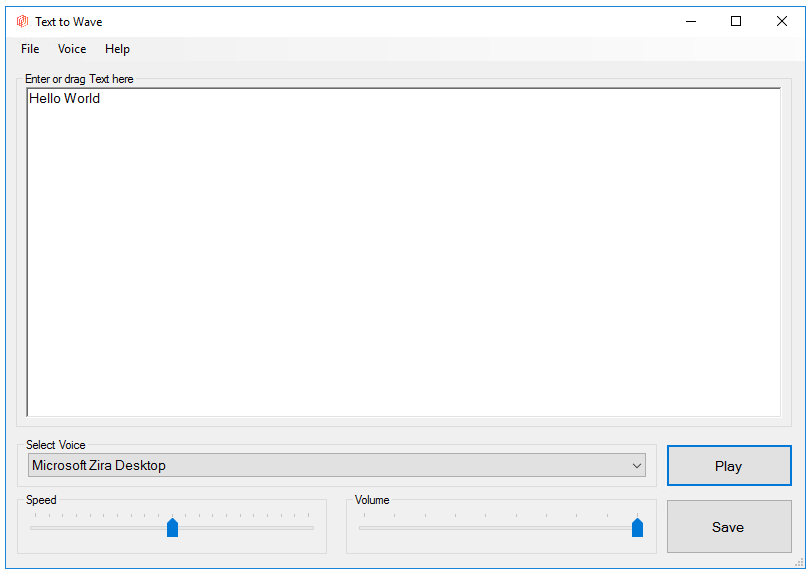 Text to Wave
File Voice Help
Enter or drag Text here
Hello World
Select Voice
Microsoft Zira Desktop
Play
Speed
Volume
Save